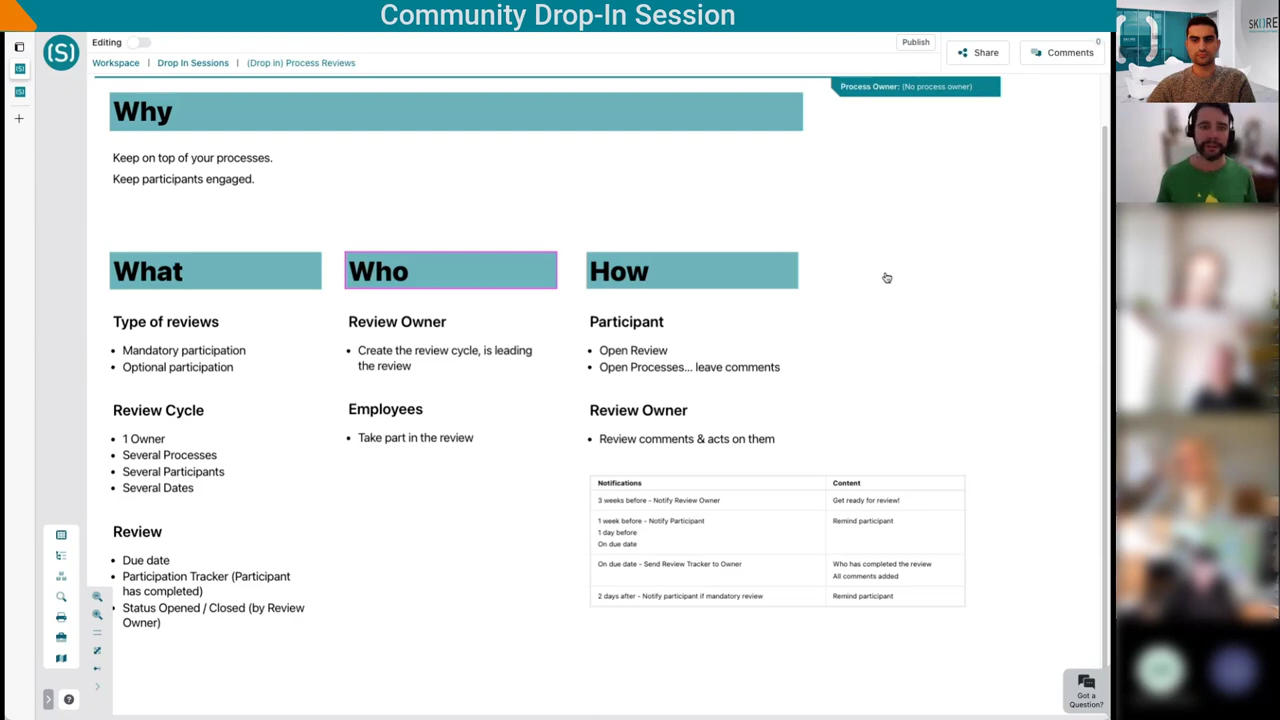 Community Drop-In Session
Editing
Publish
Share
0
Comments
(S)
Workspace | Drop In Sessions | (Drop in) Process Reviews
Process Owner: (No process owner)
Why
Keep on top of your processes.
Keep participants engaged.
What
Type of reviews
• Mandatory participation
• Optional participation
Review Cycle
• 1 Owner
• Several Processes
• Several Participants
• Several Dates
Review
• Due date
• Participation Tracker (Participant
has completed)
• Status Opened / Closed (by Review
Owner)
Who
Review Owner
• Create the review cycle, is leading
the review
Employees
• Take part in the review
How
Participant
• Open Review
• Open Processes... leave comments
Review Owner
• Review comments & acts on them
Notifications Content
3 weeks before - Notify Review Owner Get ready for review!
1 week before - Notify Participant Remind participant
1 day before
On due date
On due date - Send Review Tracker to Owner Who has completed the review
All comments added
2 days after - Notify participant if mandatory review Remind participant
Got a
Question?
?